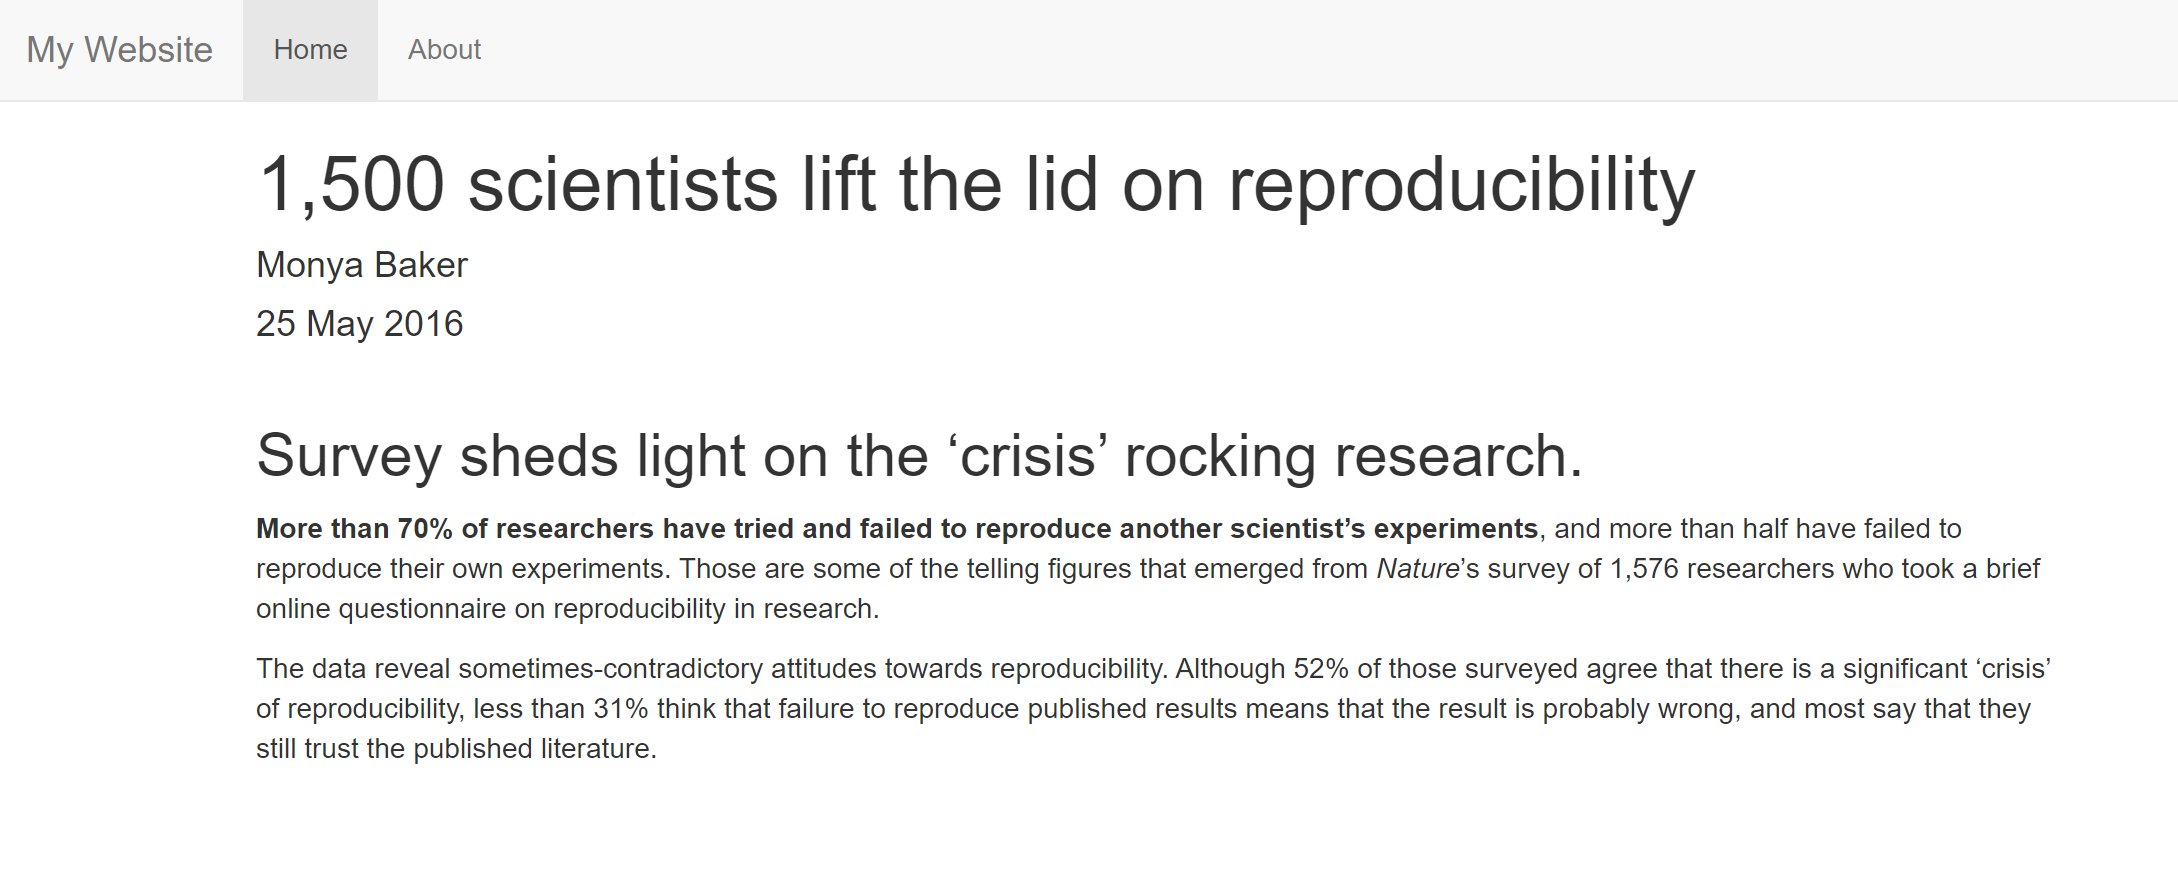 My Website Home About
1,500 scientists lift the lid on reproducibility
Monya Baker
25 May 2016
Survey sheds light on the ‘crisis’ rocking research.
More than 70% of researchers have tried and failed to reproduce another scientist’s experiments, and more than half have failed to
reproduce their own experiments. Those are some of the telling figures that emerged from Nature’s survey of 1,576 researchers who took a brief
online questionnaire on reproducibility in research.
The data reveal sometimes-contradictory attitudes towards reproducibility. Although 52% of those surveyed agree that there is a significant ‘crisis’
of reproducibility, less than 31% think that failure to reproduce published results means that the result is probably wrong, and most say that they
still trust the published literature.